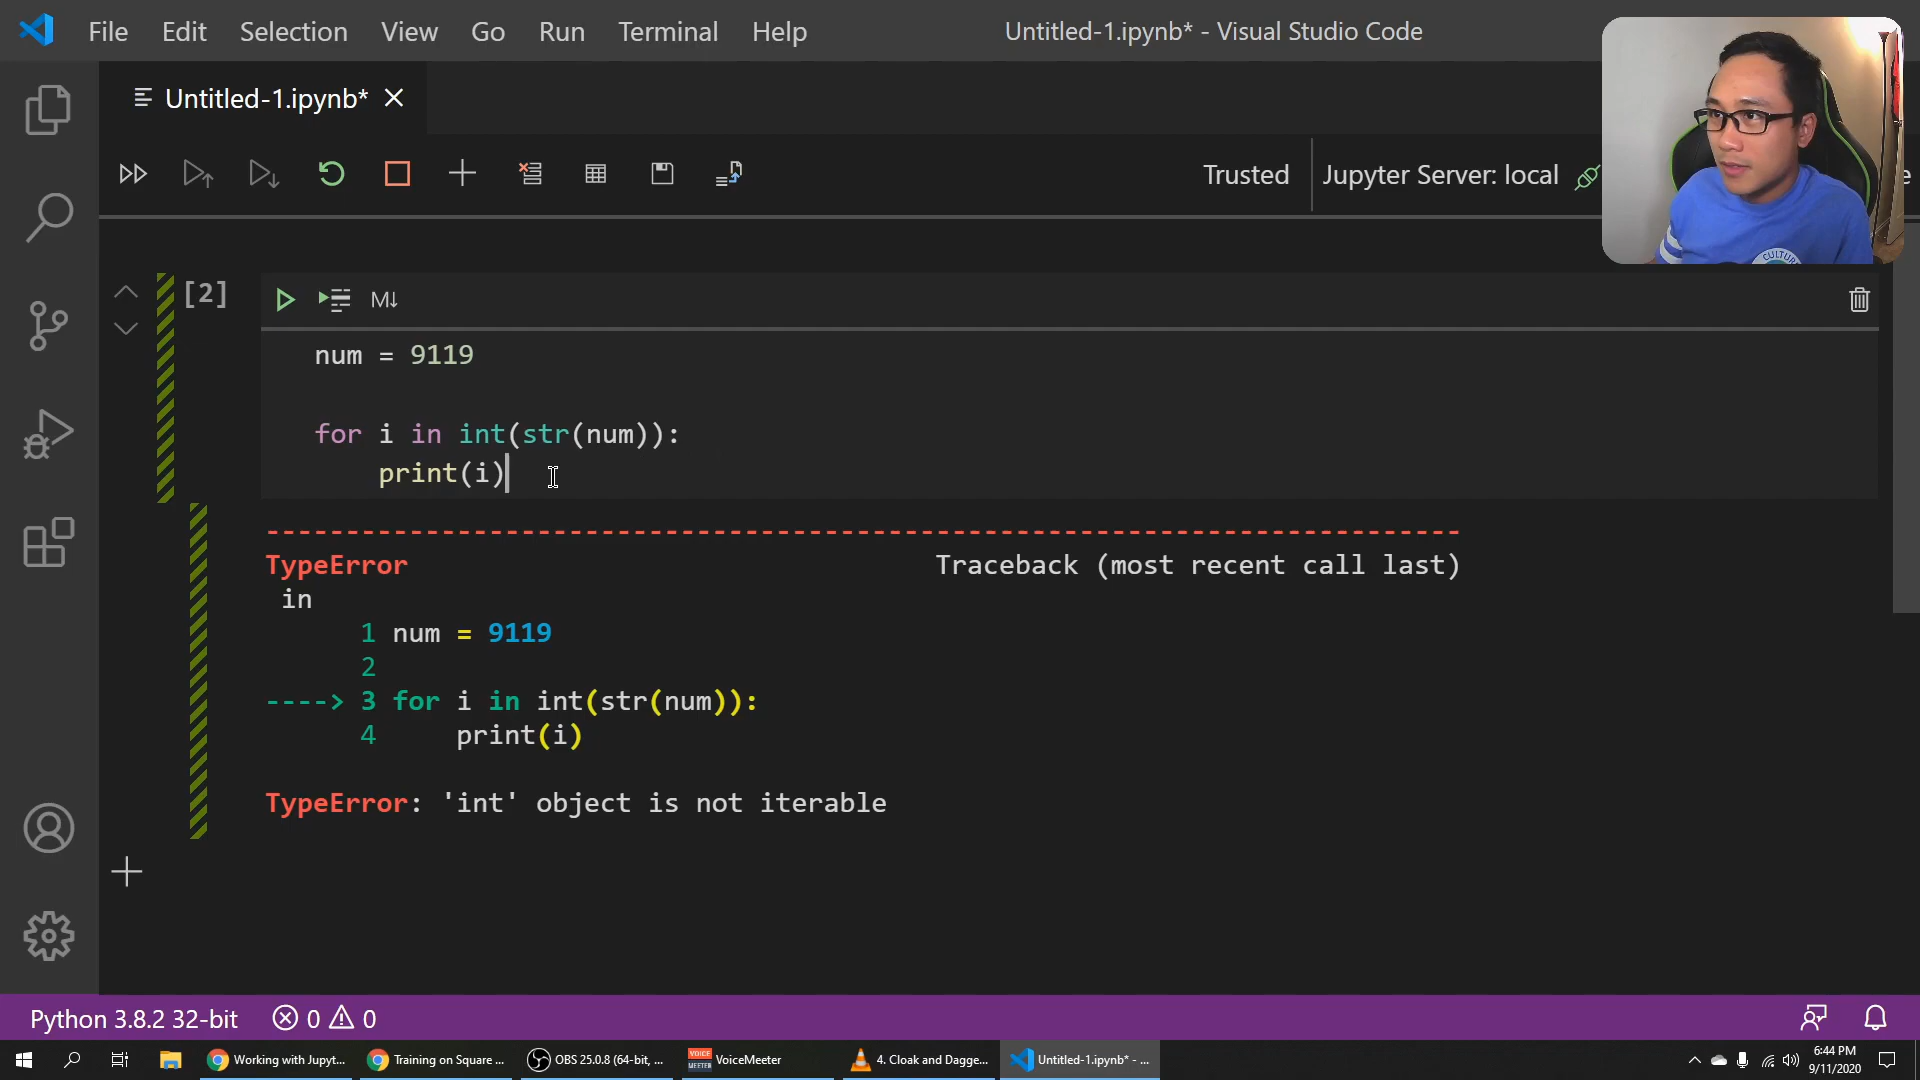 File Edit Selection View Go Run Terminal Help Untitled-1.ipynb* - Visual Studio Code
Untitled-1.ipynb*
Trusted Jupyter Server: local
[2] M↓
num = 9119
for i in int(str(num)):
print(i)
--------------------------------------------------------------------------- 
TypeError Traceback (most recent call last)
in
1 num = 9119
2
----> 3 for i in int(str(num)):
4 print(i)
TypeError: 'int' object is not iterable
CULTUR
Python 3.8.2 32-bit 0 0
Working with Jupyt... Training on Square ... OBS 25.0.8 (64-bit, ... VOICE MEETER VoiceMeeter 4. Cloak and Dagge... Untitled-1.ipynb* - ... 6:44 PM
9/11/2020